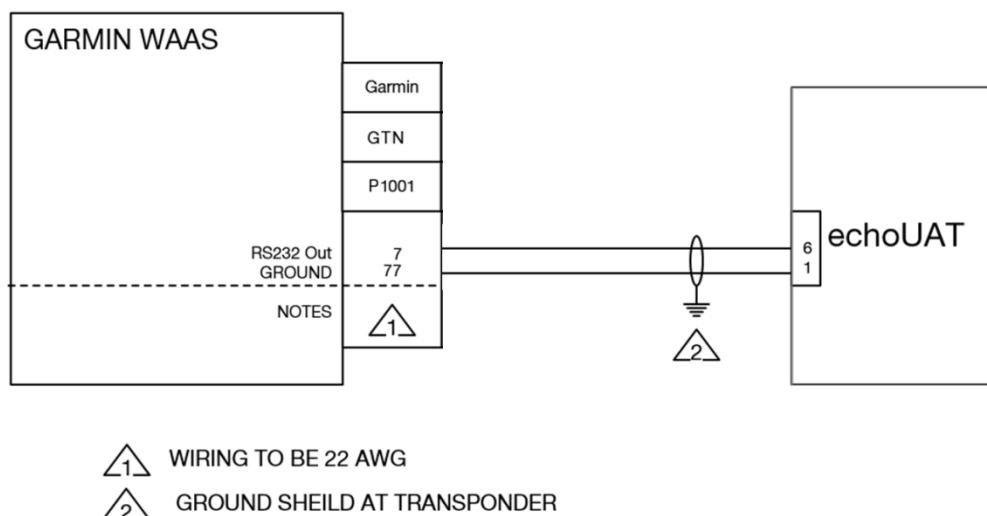 GARMIN WAAS
Garmin
GTN
P1001
RS232 Out 7
GROUND 77
NOTES
1
6
1
echoUAT
2
1 WIRING TO BE 22 AWG
2 GROUND SHEILD AT TRANSPONDER